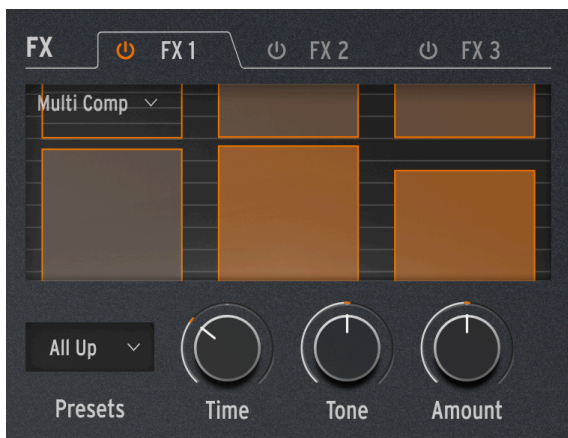 FX FX 1 FX 2 FX 3
Multi Comp
All Up
Presets Time Tone Amount